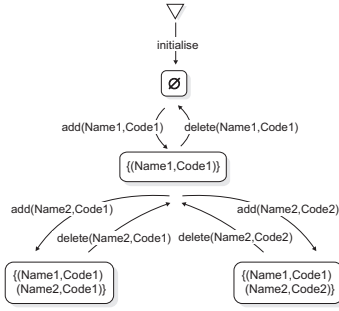 initialise
Ø
add(Name1,Code1) delete(Name1,Code1)
{(Name1,Code1)}
add(Name2,Code1) add(Name2,Code2)
delete(Name2,Code1) delete(Name2,Code2)
{(Name1,Code1)
(Name2,Code1)}
{(Name1,Code1)
(Name2,Code2)}